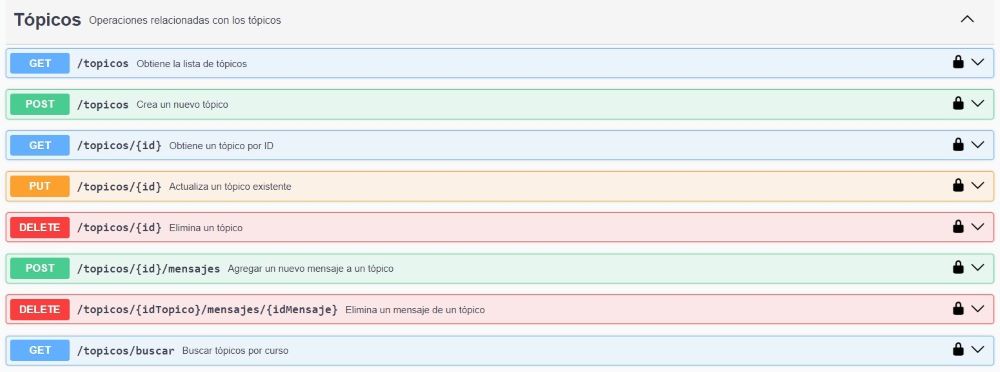 Tópicos Operaciones relacionadas con los tópicos
GET /topicos Obtiene la lista de tópicos
POST /topicos Crea un nuevo tópico
GET /topicos/{id} Obtiene un tópico por ID
PUT /topicos/{id} Actualiza un tópico existente
DELETE /topicos/{id} Elimina un tópico
POST /topicos/{id}/mensajes Agregar un nuevo mensaje a un tópico
DELETE /topicos/{idTopico}/mensajes/{idMensaje} Elimina un mensaje de un tópico
GET /topicos/buscar Buscar tópicos por curso